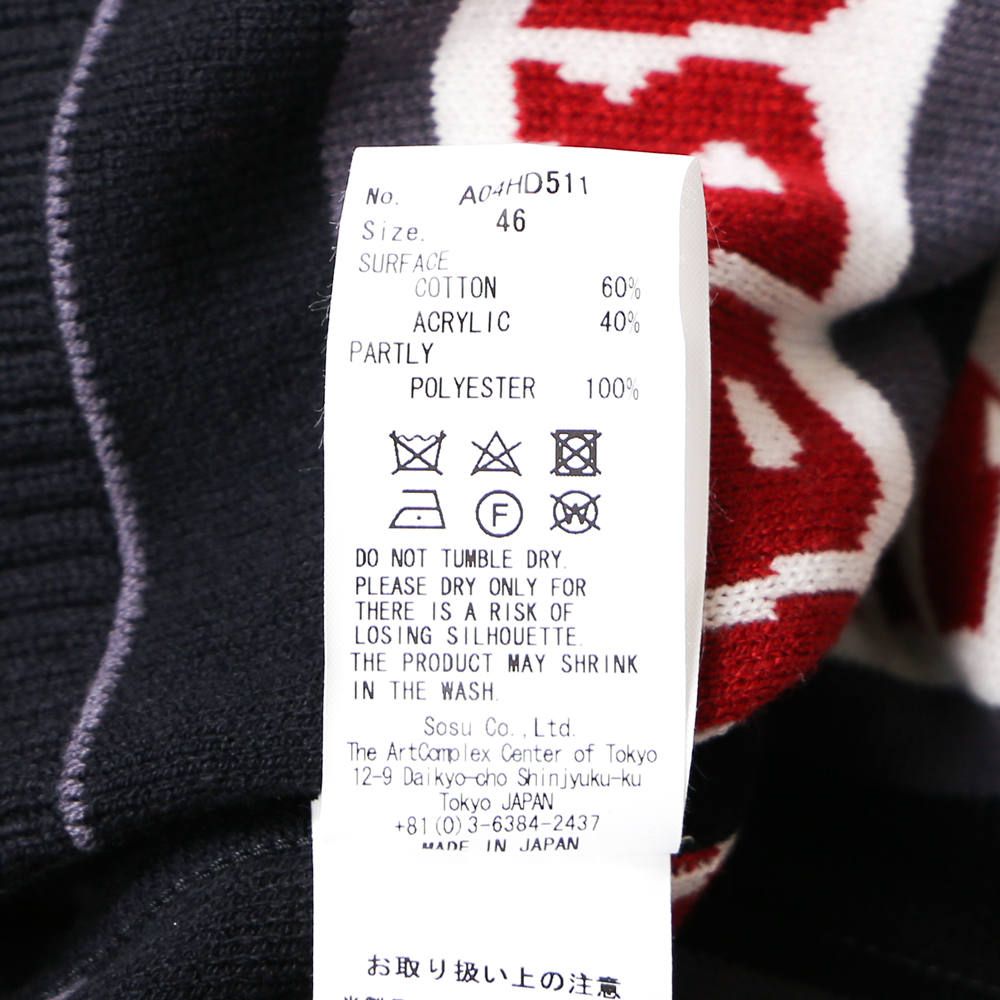 No. A04HD511
Size. 46
SURFACE
COTTON 60%
ACRYLIC 40%
PARTLY
POLYESTER 100%
F
W
DO NOT TUMBLE DRY.
PLEASE DRY ONLY FOR
THERE IS A RISK OF
LOSING SILHOUETTE.
THE PRODUCT MAY SHRINK
IN THE WASH.
Sosu Co.,Ltd.
The ArtComplex Center of Tokyo
12-9 Daikyo-cho Shinjyuku-ku
Tokyo JAPAN
+81(0)3-6384-2437
MADE IN JAPAN
お取り扱い上の注意